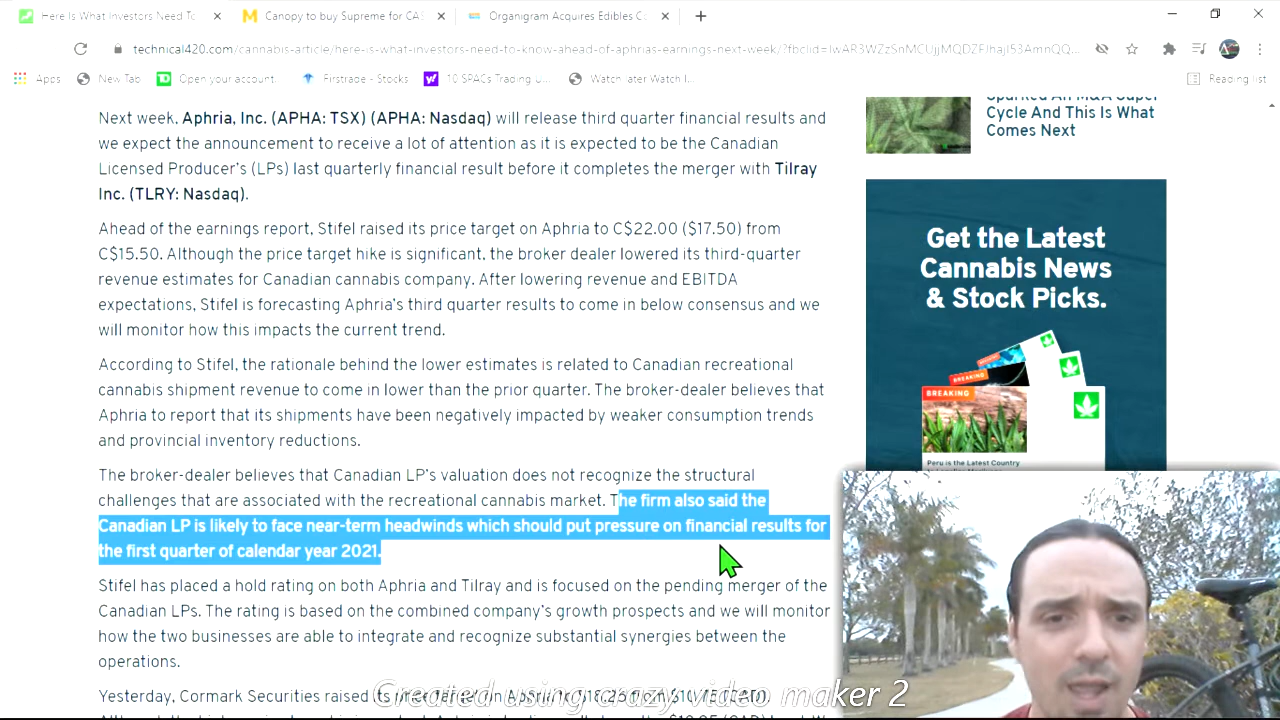 Here Is What Investors Need To
Canopy to buy Supreme for CA$
Organigram Acquires Edibles C
technical420.com/cannabis-article/here-is-what-investors-need-to-know-ahead-of-aphrias-earnings-next-week/?fbclid=
Apps
New Tab
Open your account.
Firstrade - Stocks
10 SPACs Trading U...
Watch later Watch l...
Reading list
Next week, Aphria, Inc. (APHA: TSX) (APHA: Nasdaq) will release third quarter financial results and
we expect the announcement to receive a lot of attention as it is expected to be the Canadian
Licensed Producer's (LPs) last quarterly financial result before it completes the merger with Tilray
Inc. (TLRY: Nasdaq).
Ahead of the earnings report, Stifel raised its price target on Aphria to C$22.00 ($17.50) from
C$15.50. Although the price target hike is significant, the broker dealer lowered its third-quarter
revenue estimates for Canadian cannabis company. After lowering revenue and EBITDA
expectations, Stifel is forecasting Aphria's third quarter results to come in below consensus and we
will monitor how this impacts the current trend.
According to Stifel, the rationale behind the lower estimates is related to Canadian recreational
cannabis shipment revenue to come in lower than the prior quarter. The broker-dealer believes that
Aphria to report that its shipments have been negatively impacted by weaker consumption trends
and provincial inventory reductions.
The broker-dealer believes that Canadian LP's valuation does not recognize the structural
challenges that are associated with the recreational cannabis market. The firm also said the
Canadian LP is likely to face near-term headwinds which should put pressure on financial results for
the first quarter of calendar year 2021.
Stifel has placed a hold rating on both Aphria and Tilray and is focused on the pending merger of the
Canadian LPs. The rating is based on the combined company's growth prospects and we will monitor
how the two businesses are able to integrate and recognize substantial synergies between the
operations.
Yesterday, Cormark Securities raised its price target on Aphria to
Sparked An M&A Super
Cycle And This Is What
Comes Next
Get the Latest
Cannabis News
& Stock Picks.
BREAKING
BREAKING
Peru is the Latest Country
Created using crazy video maker 2